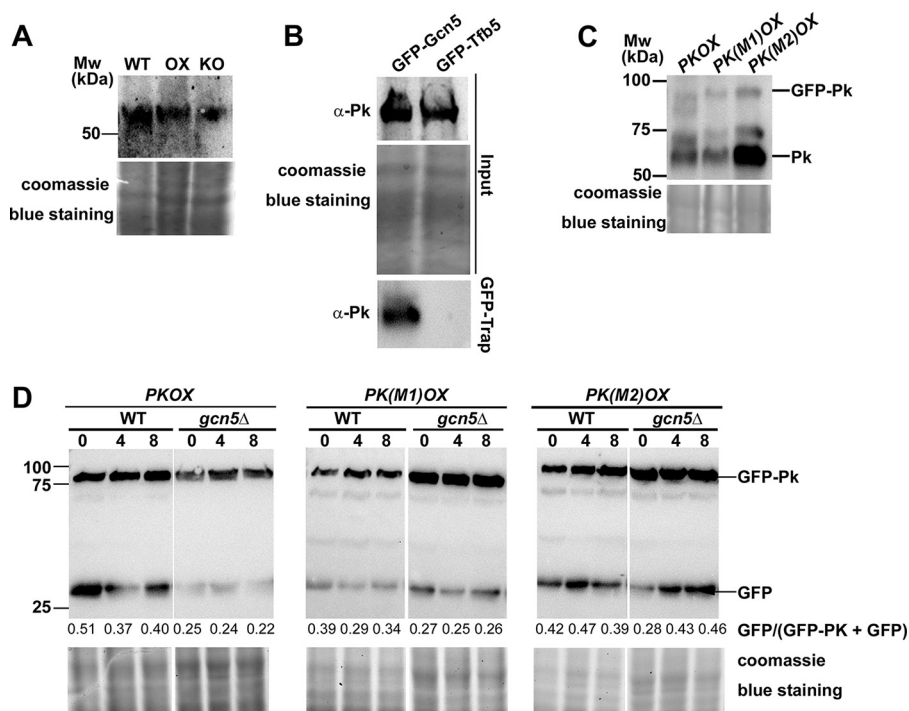 A
Mw
(kDa)
WT OX KO
50
coomassie
blue staining
B
GFP-Gcn5
GFP-Tfb5
α-Pk
coomassie
blue staining
Input
α-Pk
GFP-Trap
C
Mw
(kDa)
PKOX
PK(M1)OX
PK(M2)OX
100
GFP-Pk
75
Pk
50
coomassie
blue staining
D
PKOX PK(M1)OX PK(M2)OX
WT gcn5Δ WT gcn5Δ WT gcn5Δ
0 4 8 0 4 8 0 4 8 0 4 8 0 4 8 0 4 8
100
75
GFP-Pk
GFP
25
0.51 0.37 0.40 0.25 0.24 0.22 0.39 0.29 0.34 0.27 0.25 0.26 0.42 0.47 0.39 0.28 0.43 0.46 GFP/(GFP-PK + GFP)
coomassie
blue staining